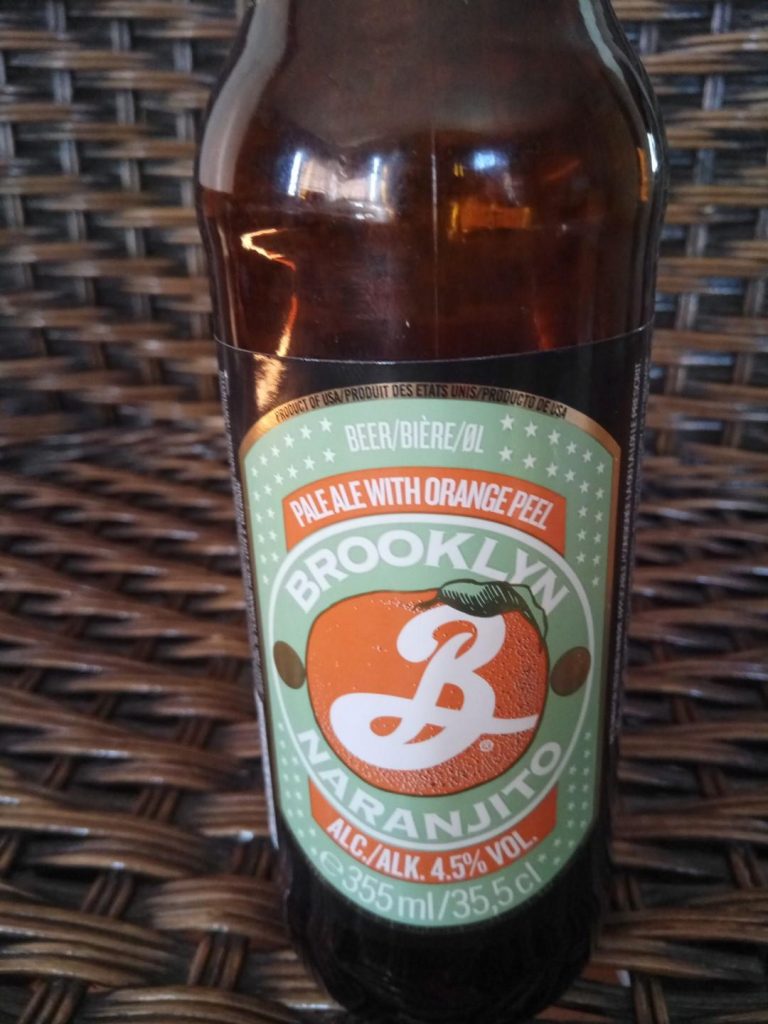 PRODUCT OF USA/PRODUIT DES ETATS UNIS/PRODUCTO DE USA
BEER/BIÈRE/ØL
PALE ALE WITH ORANGE PEEL
BROOKLYN
B®
NARANJITO
ALC./ALK. 4.5% VOL.
℮355 ml/35,5 cl